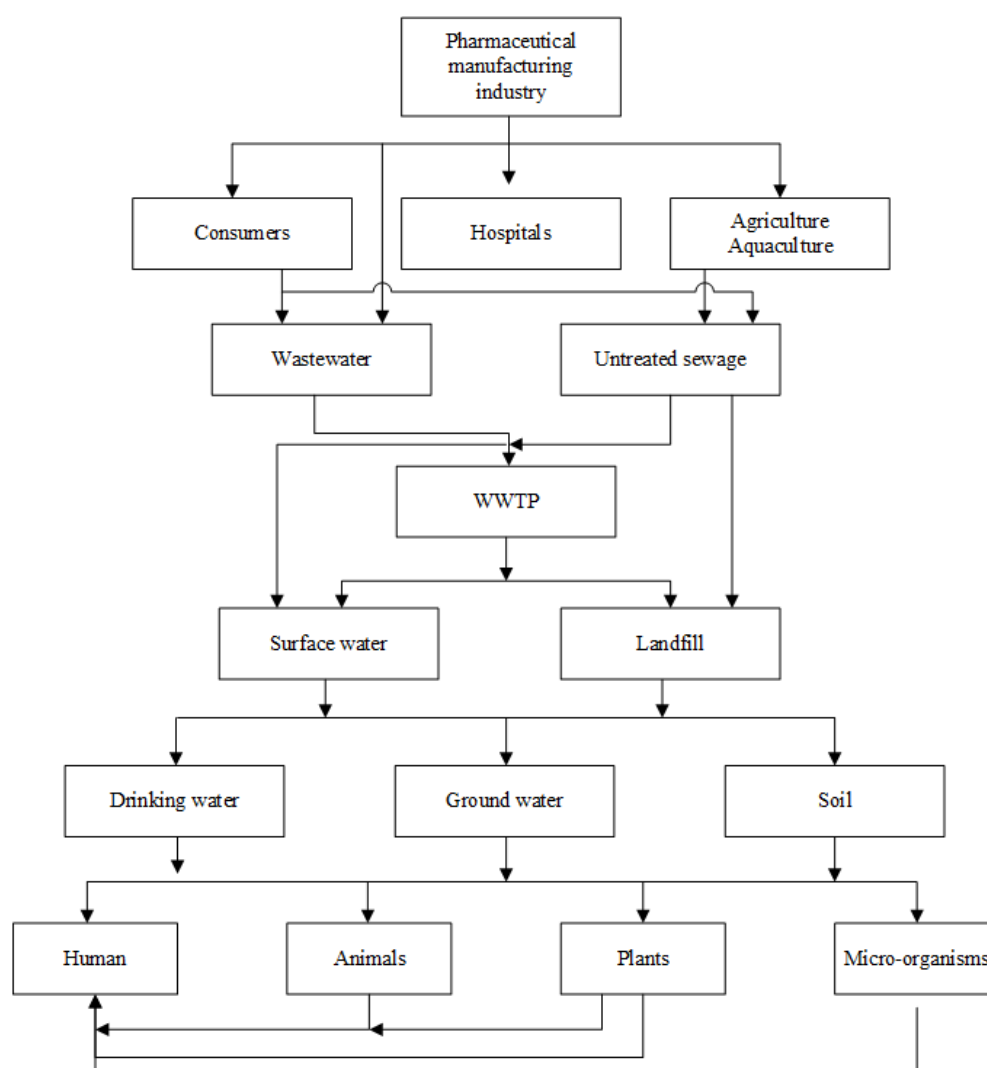 Pharmaceutical
manufacturing
industry
Consumers
Hospitals
Agriculture
Aquaculture
Wastewater
Untreated sewage
WWTP
Surface water
Landfill
Drinking water
Ground water
Soil
Human
Animals
Plants
Micro-organisms